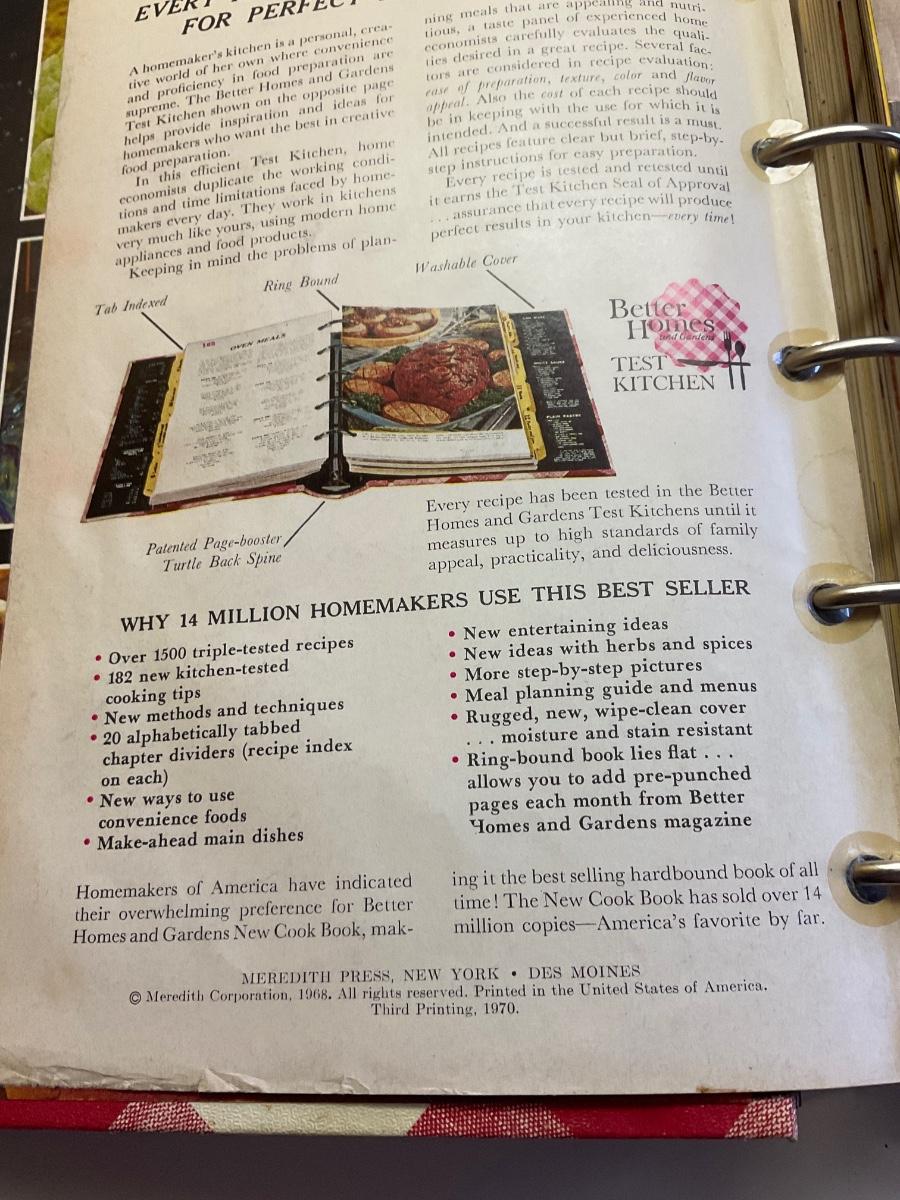 EVERY
FOR PERFECT
A homemaker's kitchen is a personal, crea-
tive world of her own where convenience
and proficiency in food preparation are
supreme. The Better Homes and Gardens
Test Kitchen shown on the opposite page
helps provide inspiration and ideas for
homemakers who want the best in creative
food preparation.
In this efficient Test Kitchen, home
economists duplicate the working condi-
tions and time limitations faced by home-
makers every day. They work in kitchens
very much like yours, using modern home
appliances and food products.
Keeping in mind the problems of plan-
ning meals that are appealing and nutri-
tious, a taste panel of experienced home
economists carefully evaluates the quali-
ties desired in a great recipe. Several fac-
tors are considered in recipe evaluation:
ease of preparation, texture, color and flavor
appeal. Also the cost of each recipe should
be in keeping with the use for which it is
intended. And a successful result is a must.
All recipes feature clear but brief, step-by-
step instructions for easy preparation.
Every recipe is tested and retested until
it earns the Test Kitchen Seal of Approval
. . . assurance that every recipe will produce
perfect results in your kitchen—every time!
Tab Indexed
Ring Bound
Washable Cover
OVEN MEALS
Better
Homes
and Gardens
TEST
KITCHEN
Patented Page-booster
Turtle Back Spine
Every recipe has been tested in the Better
Homes and Gardens Test Kitchens until it
measures up to high standards of family
appeal, practicality, and deliciousness.
WHY 14 MILLION HOMEMAKERS USE THIS BEST SELLER
• Over 1500 triple-tested recipes
• 182 new kitchen-tested
cooking tips
• New methods and techniques
• 20 alphabetically tabbed
chapter dividers (recipe index
on each)
• New ways to use
convenience foods
• Make-ahead main dishes
• New entertaining ideas
• New ideas with herbs and spices
• More step-by-step pictures
• Meal planning guide and menus
• Rugged, new, wipe-clean cover
. . . moisture and stain resistant
• Ring-bound book lies flat . . .
allows you to add pre-punched
pages each month from Better
Homes and Gardens magazine
Homemakers of America have indicated
their overwhelming preference for Better
Homes and Gardens New Cook Book, mak-
ing it the best selling hardbound book of all
time! The New Cook Book has sold over 14
million copies—America's favorite by far.
MEREDITH PRESS, NEW YORK • DES MOINES
© Meredith Corporation, 1968. All rights reserved. Printed in the United States of America.
Third Printing, 1970.